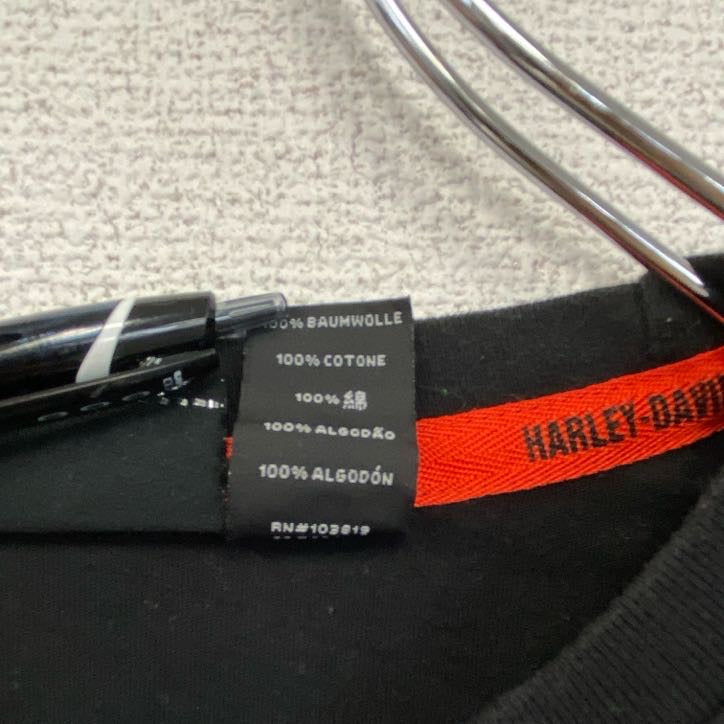 100% BAUMWOLLE
100% COTONE
100% 綿
100% ALGODÃO
100% ALGODÓN
RN#103819
HARLEY-DAVI